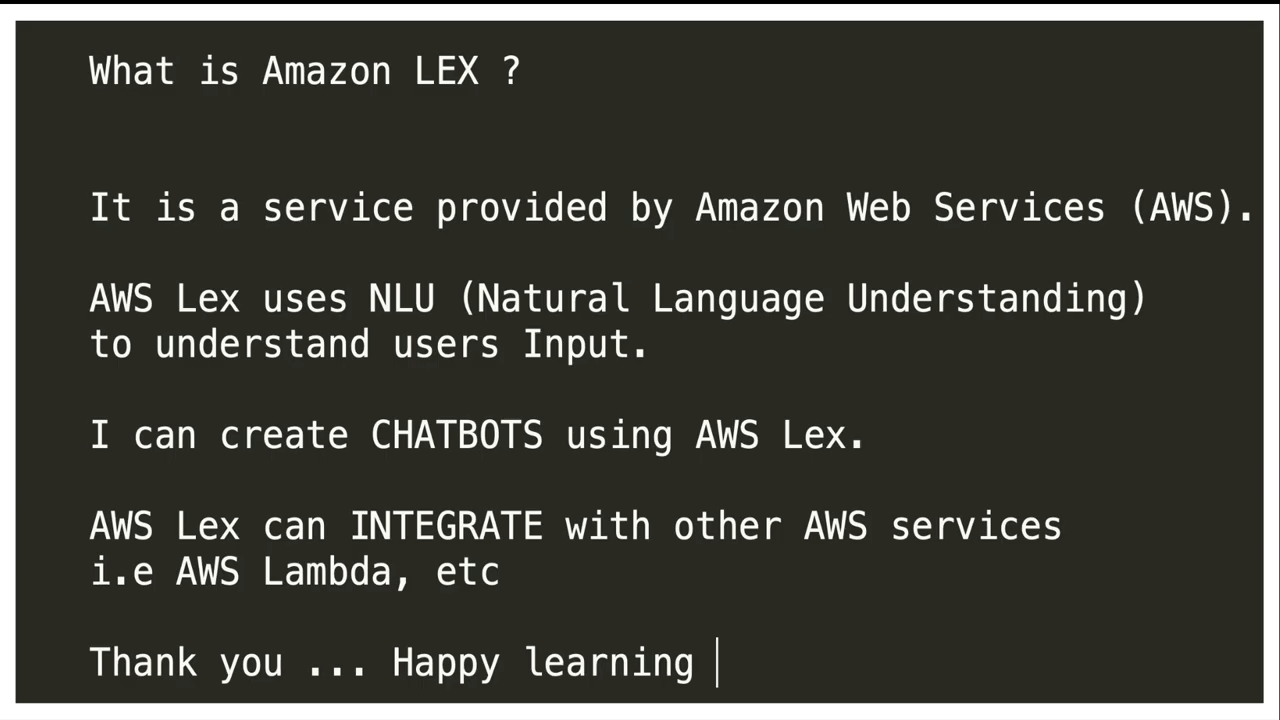 What is Amazon LEX ?
It is a service provided by Amazon Web Services (AWS).
AWS Lex uses NLU (Natural Language Understanding)
to understand users Input.
I can create CHATBOTS using AWS Lex.
AWS Lex can INTEGRATE with other AWS services
i.e AWS Lambda, etc
Thank you ... Happy learning